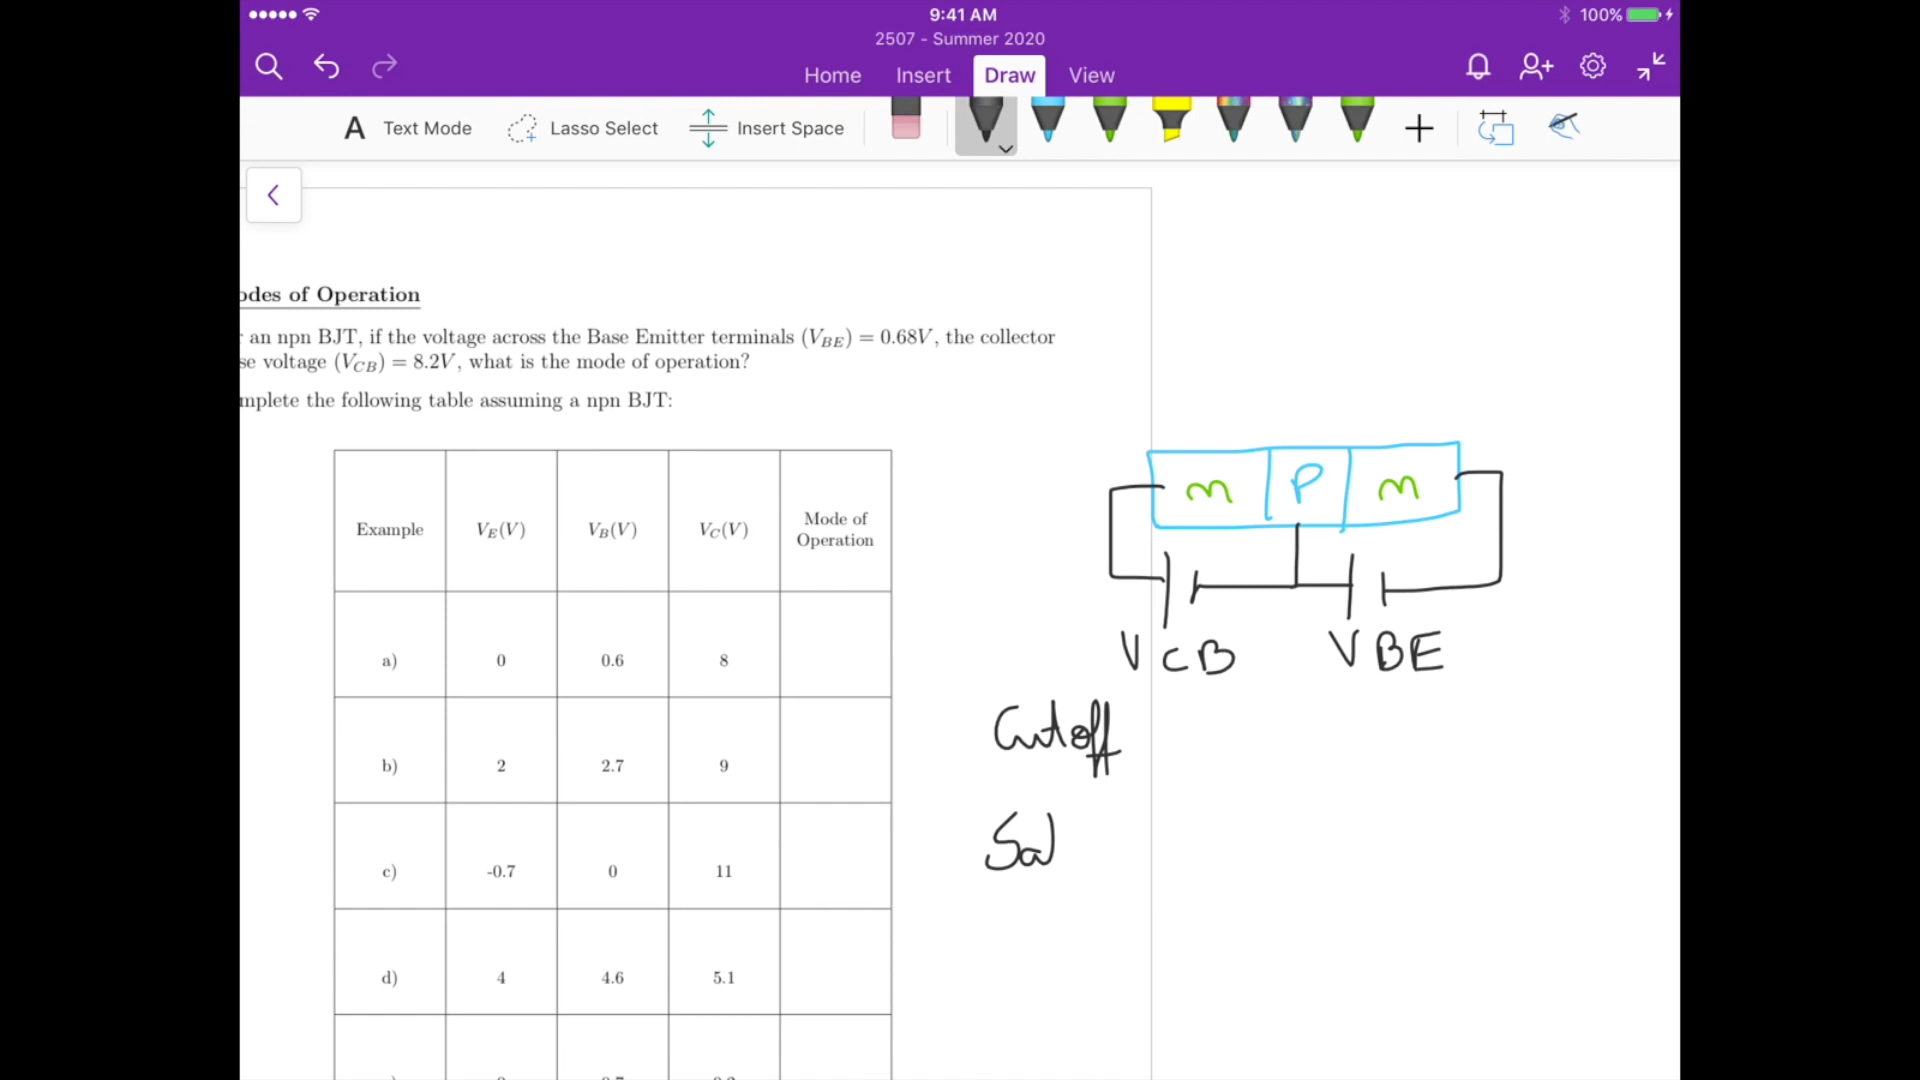 9:41 AM
100%
2507 - Summer 2020
Home Insert Draw View
A Text Mode Lasso Select Insert Space
odes of Operation
an npn BJT, if the voltage across the Base Emitter terminals (V_BE) = 0.68V, the collector
se voltage (V_CB) = 8.2V, what is the mode of operation?
mplete the following table assuming a npn BJT:
Example V_E(V) V_B(V) V_C(V) Mode of Operation
a) 0 0.6 8
b) 2 2.7 9
c) -0.7 0 11
d) 4 4.6 5.1
n P n
VCB VBE
Cutoff